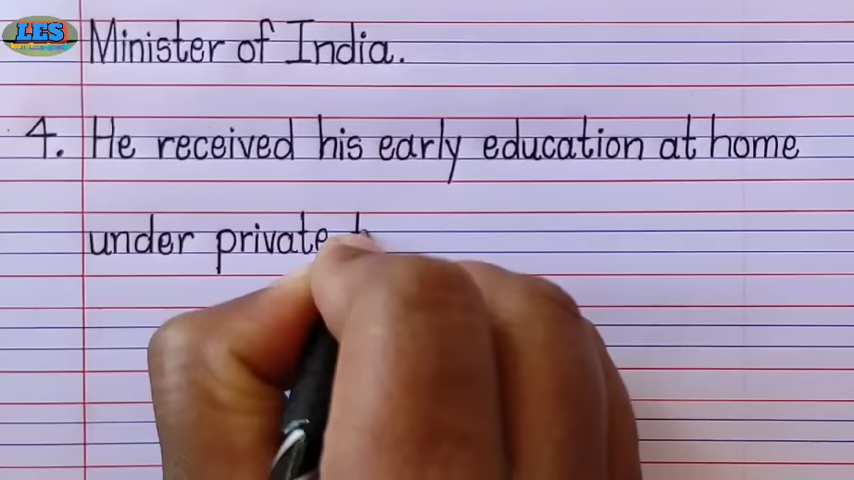 LES
Minister of India.
4. He received his early education at home
under private